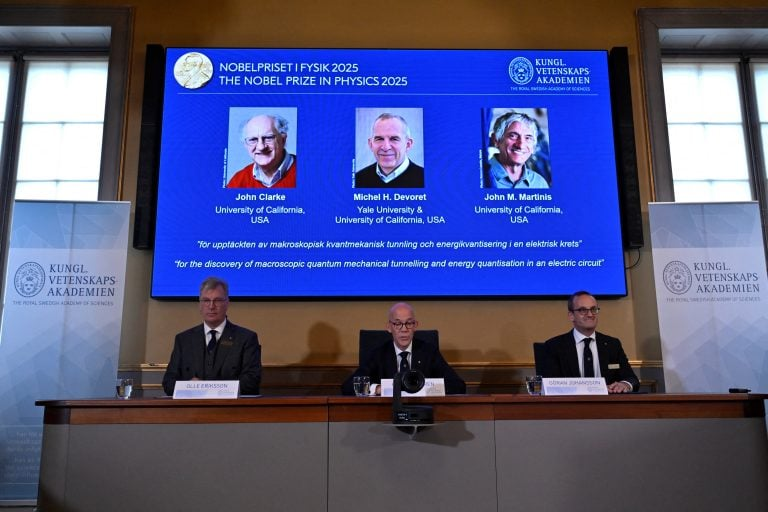 NOBELPRISET I FYSIK 2025
THE NOBEL PRIZE IN PHYSICS 2025
KUNGL.
VETENSKAPS
AKADEMIEN
THE ROYAL SWEDISH ACADEMY OF SCIENCES
John Clarke
University of California,
USA
Michel H. Devoret
Yale University &
University of California, USA
John M. Martinis
University of California,
USA
"för upptäckten av makroskopisk kvantmekanisk tunnling och energikvantisering i en elektrisk krets"
"for the discovery of macroscopic quantum mechanical tunnelling and energy quantisation in an electric circuit"
KUNGL.
VETENSKAPS
AKADEMIEN
THE ROYAL SWEDISH ACADEMY OF SCIENCES
KUNGL.
VETENSKAPS
AKADEMIEN
THE ROYAL SWEDISH ACADEMY OF SCIENCES
OLLE ERIKSSON
GÖRAN JOHANSSON